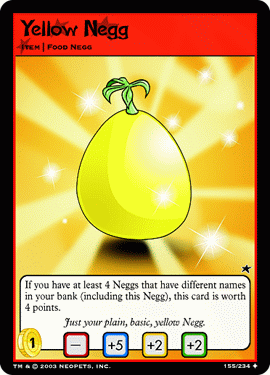 Yellow Negg
Item | Food Negg
If you have at least 4 Neggs that have different names
in your bank (including this Negg), this card is worth
4 points.
Just your plain, basic, yellow Negg.
1
— +5 +2 +2
TM & © 2003 NEOPETS, INC. 155/234